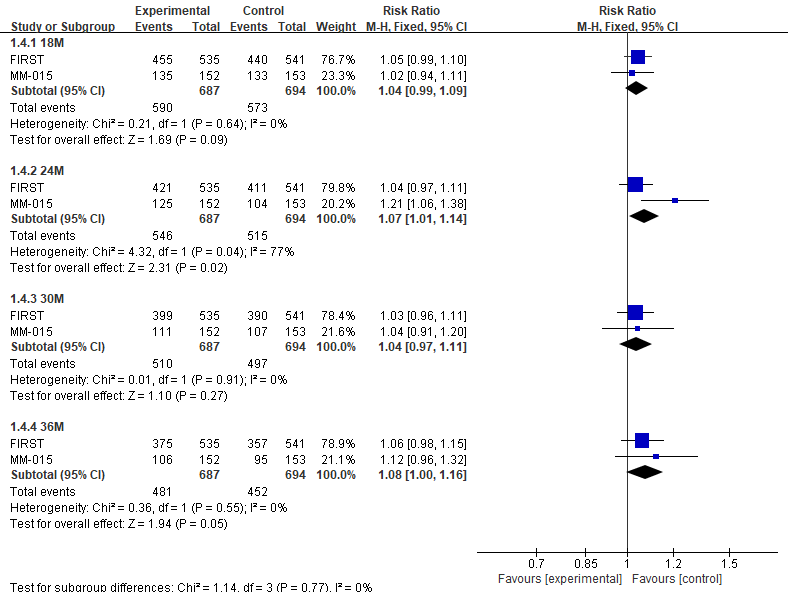 Experimental Control Risk Ratio Risk Ratio
Study or Subgroup Events Total Events Total Weight M-H, Fixed, 95% CI M-H, Fixed, 95% CI
1.4.1 18M
FIRST 455 535 440 541 76.7% 1.05 [0.99, 1.10]
MM-015 135 152 133 153 23.3% 1.02 [0.94, 1.11]
Subtotal (95% CI) 687 694 100.0% 1.04 [0.99, 1.09]
Total events 590 573
Heterogeneity: Chi² = 0.21, df = 1 (P = 0.64); I² = 0%
Test for overall effect: Z = 1.69 (P = 0.09)
1.4.2 24M
FIRST 421 535 411 541 79.8% 1.04 [0.97, 1.11]
MM-015 125 152 104 153 20.2% 1.21 [1.06, 1.38]
Subtotal (95% CI) 687 694 100.0% 1.07 [1.01, 1.14]
Total events 546 515
Heterogeneity: Chi² = 4.32, df = 1 (P = 0.04); I² = 77%
Test for overall effect: Z = 2.31 (P = 0.02)
1.4.3 30M
FIRST 399 535 390 541 78.4% 1.03 [0.96, 1.11]
MM-015 111 152 107 153 21.6% 1.04 [0.91, 1.20]
Subtotal (95% CI) 687 694 100.0% 1.04 [0.97, 1.11]
Total events 510 497
Heterogeneity: Chi² = 0.01, df = 1 (P = 0.91); I² = 0%
Test for overall effect: Z = 1.10 (P = 0.27)
1.4.4 36M
FIRST 375 535 357 541 78.9% 1.06 [0.98, 1.15]
MM-015 106 152 95 153 21.1% 1.12 [0.96, 1.32]
Subtotal (95% CI) 687 694 100.0% 1.08 [1.00, 1.16]
Total events 481 452
Heterogeneity: Chi² = 0.36, df = 1 (P = 0.55); I² = 0%
Test for overall effect: Z = 1.94 (P = 0.05)
0.7 0.85 1 1.2 1.5
Favours [experimental] Favours [control]
Test for subgroup differences: Chi² = 1.14, df = 3 (P = 0.77), I² = 0%